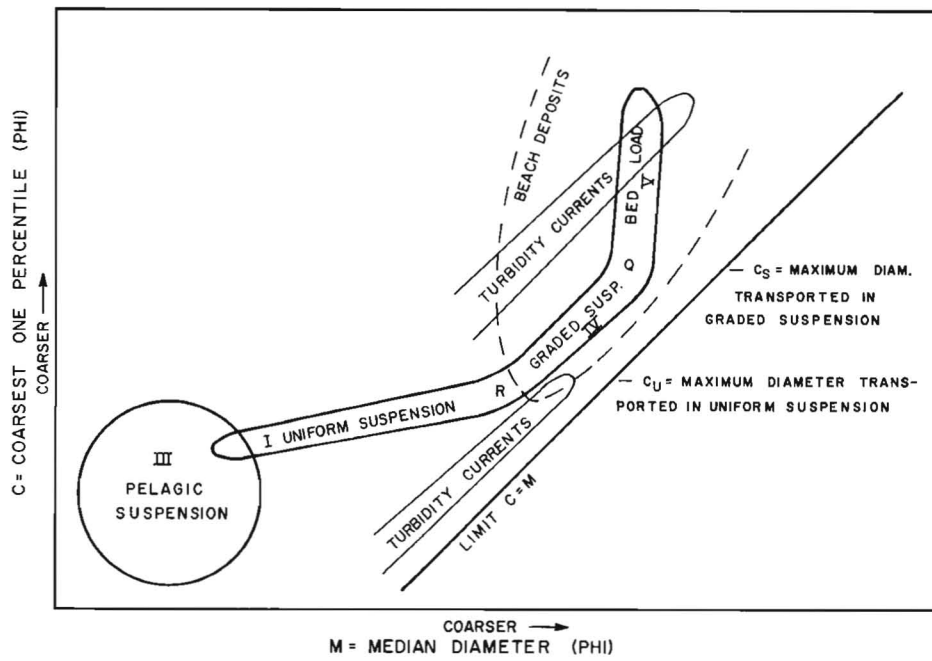 C = COARSEST ONE PERCENTILE (PHI)
COARSER
BEACH DEPOSITS
TURBIDITY CURRENTS
BED LOAD
V
Q
GRADED SUSP.
IV
C_S = MAXIMUM DIAM.
TRANSPORTED IN
GRADED SUSPENSION
R
C_U = MAXIMUM DIAMETER TRANS-
PORTED IN UNIFORM SUSPENSION
I UNIFORM SUSPENSION
III
PELAGIC
SUSPENSION
TURBIDITY CURRENTS
LIMIT C=M
COARSER
M = MEDIAN DIAMETER (PHI)